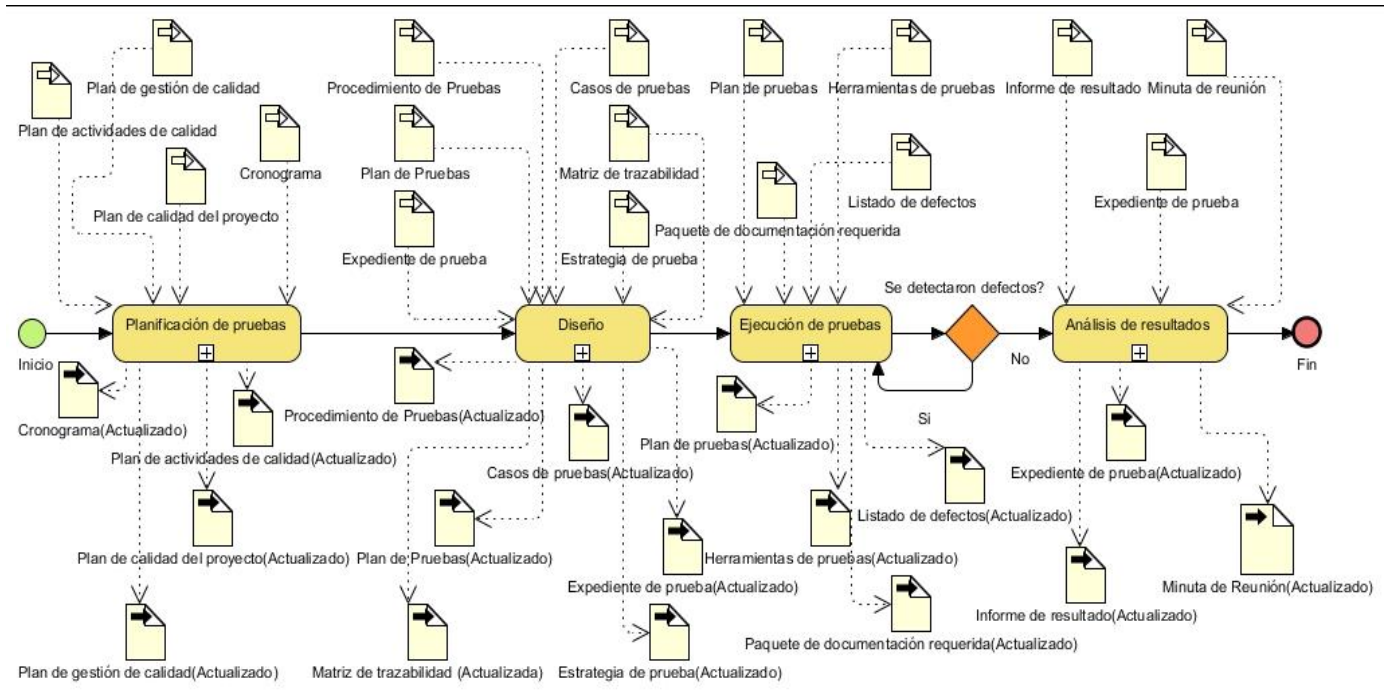 Plan de gestión de calidad
Procedimiento de Pruebas
Casos de pruebas
Plan de pruebas
Herramientas de pruebas
Informe de resultado
Minuta de reunión
Plan de actividades de calidad
Cronograma
Plan de Pruebas
Matriz de trazabilidad
Listado de defectos
Plan de calidad del proyecto
Paquete de documentación requerida
Expediente de prueba
Expediente de prueba
Estrategia de prueba
Se detectaron defectos?
Planificación de pruebas
Diseño
Ejecución de pruebas
Análisis de resultados
Inicio
No
Fin
Si
Cronograma(Actualizado)
Procedimiento de Pruebas(Actualizado)
Plan de actividades de calidad(Actualizado)
Casos de pruebas(Actualizado)
Plan de pruebas(Actualizado)
Expediente de prueba(Actualizado)
Listado de defectos(Actualizado)
Plan de calidad del proyecto(Actualizado)
Plan de Pruebas(Actualizado)
Herramientas de pruebas(Actualizado)
Expediente de prueba(Actualizado)
Minuta de Reunión(Actualizado)
Informe de resultado(Actualizado)
Paquete de documentación requerida(Actualizado)
Plan de gestión de calidad(Actualizado)
Matriz de trazabilidad (Actualizada)
Estrategia de prueba(Actualizado)